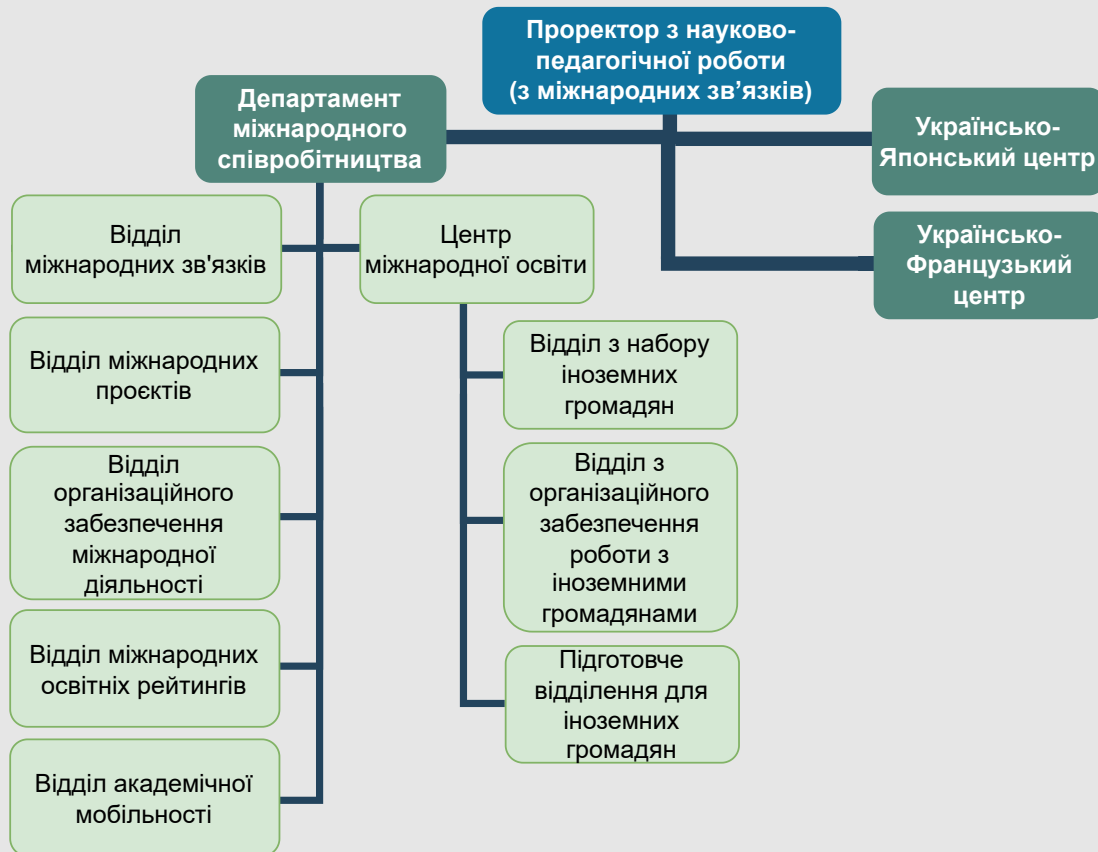 Проректор з науково-
педагогічної роботи
(з міжнародних зв’язків)
Департамент
міжнародного
співробітництва
Українсько-
Японський центр
Українсько-
Французький
центр
Відділ
міжнародних зв'язків
Центр
міжнародної освіти
Відділ міжнародних
проєктів
Відділ
організаційного
забезпечення
міжнародної
діяльності
Відділ міжнародних
освітніх рейтингів
Відділ академічної
мобільності
Відділ з набору
іноземних
громадян
Відділ з
організаційного
забезпечення
роботи з
іноземними
громадянами
Підготовче
відділення для
іноземних
громадян